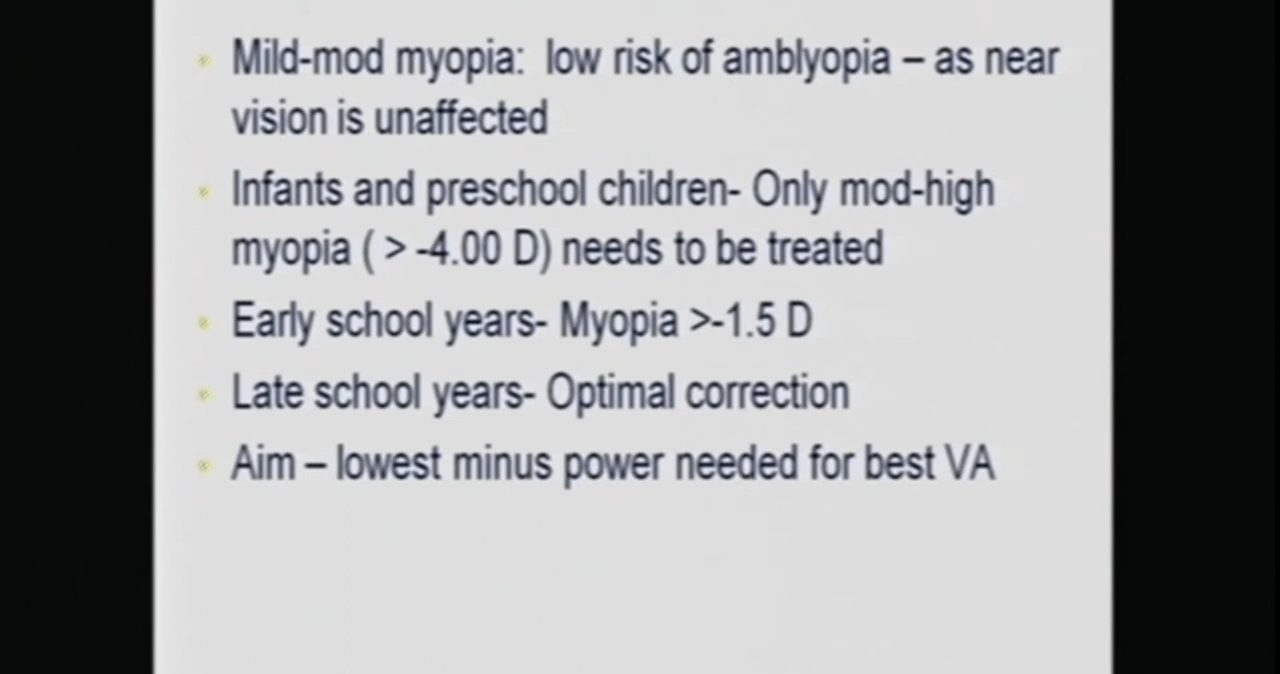 Mild-mod myopia: low risk of amblyopia – as near
vision is unaffected
Infants and preschool children- Only mod-high
myopia ( > -4.00 D) needs to be treated
Early school years- Myopia >-1.5 D
Late school years- Optimal correction
Aim – lowest minus power needed for best VA